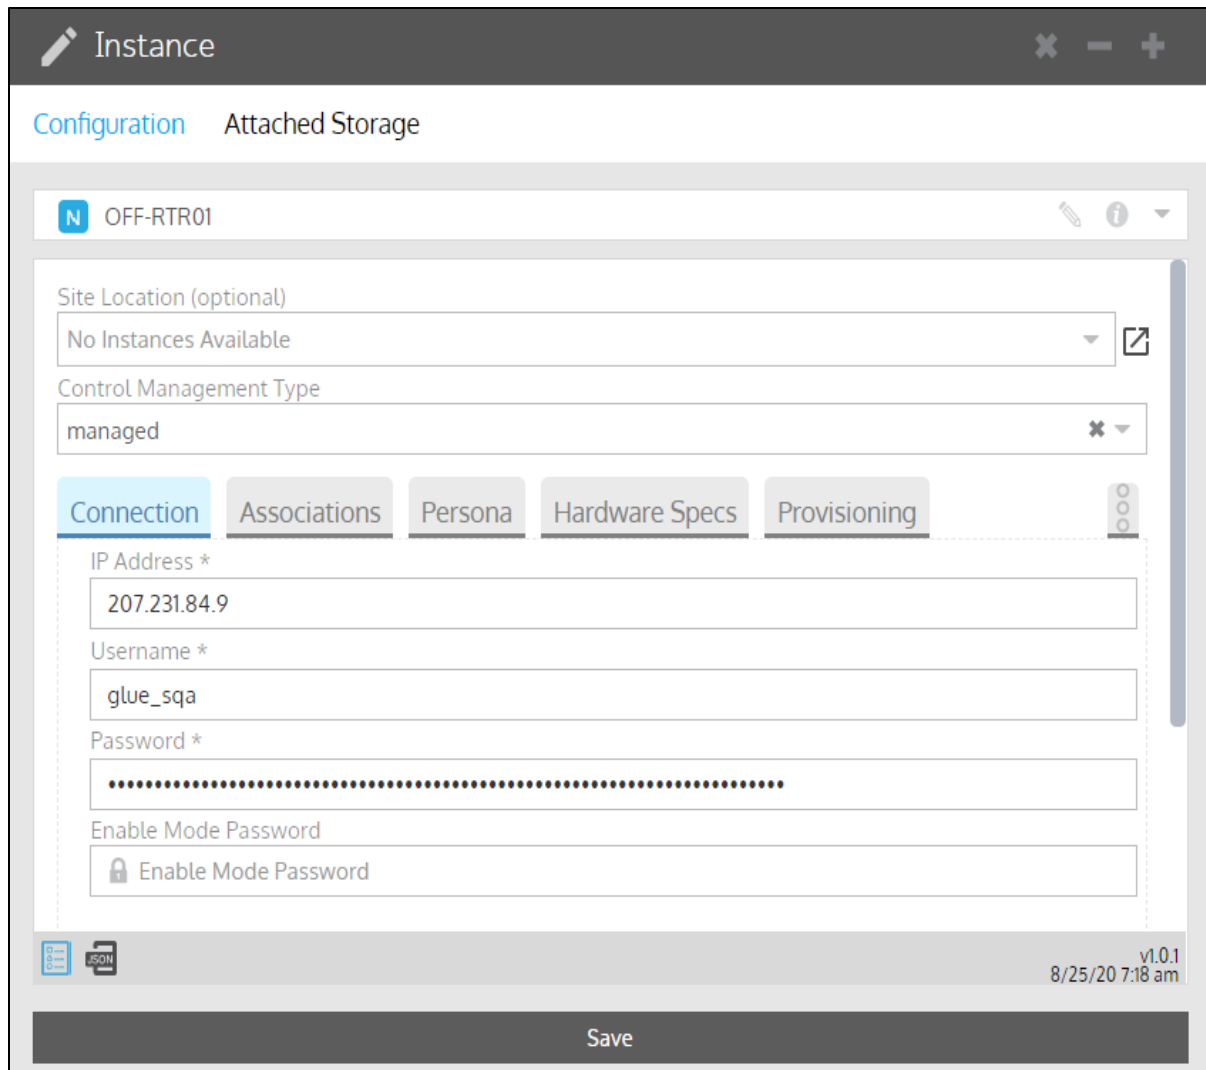 Instance
Configuration Attached Storage
N OFF-RTR01
Site Location (optional)
No Instances Available
Control Management Type
managed
Connection Associations Persona Hardware Specs Provisioning
IP Address *
207.231.84.9
Username *
glue_sqa
Password *
•••••••••••••••••••••••••••••••••••••••••••••••••••••••••••••••••••••••••
Enable Mode Password
Enable Mode Password
JSON
v1.0.1
8/25/20 7:18 am
Save